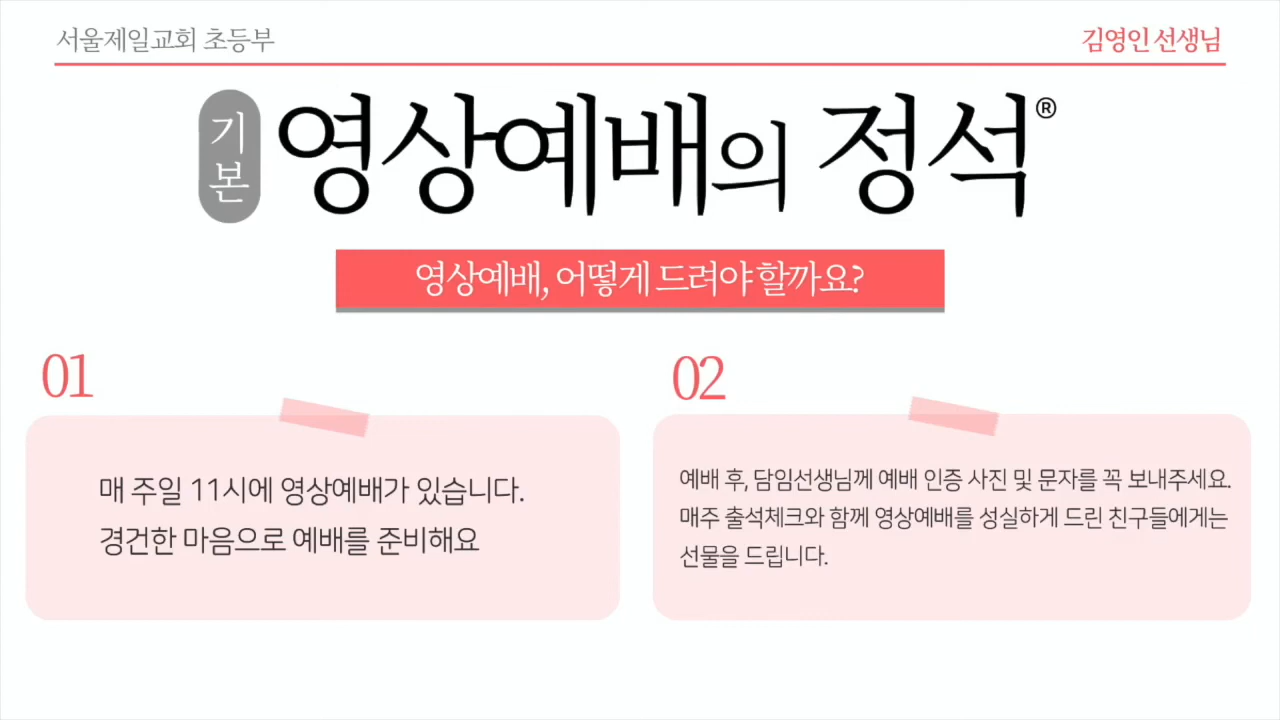 서울제일교회 초등부
김영인 선생님
기본
영상예배의 정석®
영상예배, 어떻게 드려야 할까요?
01
매 주일 11시에 영상예배가 있습니다.
경건한 마음으로 예배를 준비해요
02
예배 후, 담임선생님께 예배 인증 사진 및 문자를 꼭 보내주세요.
매주 출석체크와 함께 영상예배를 성실하게 드린 친구들에게는
선물을 드립니다.